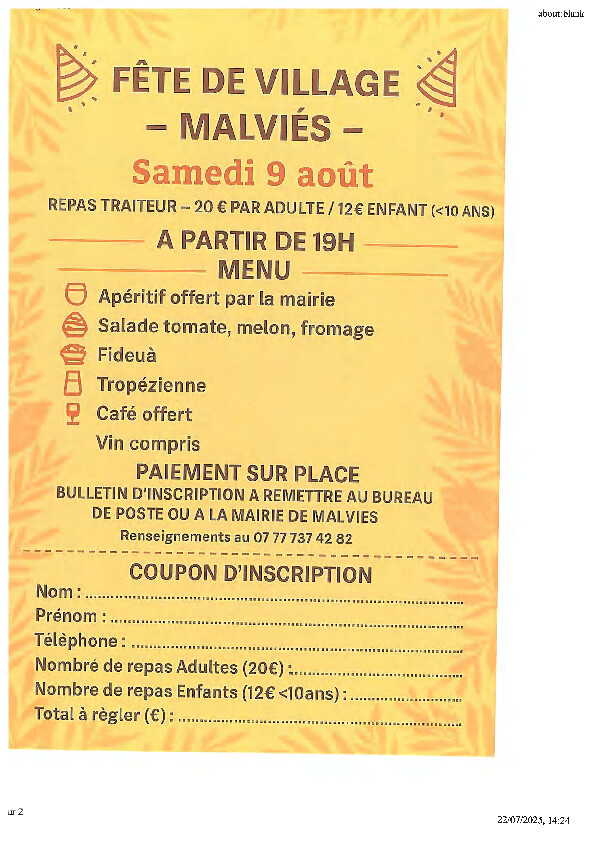 about:blank
FÊTE DE VILLAGE
– MALVIÉS –
Samedi 9 août
REPAS TRAITEUR – 20 € PAR ADULTE / 12€ ENFANT (<10 ANS)
A PARTIR DE 19H
MENU
Apéritif offert par la mairie
Salade tomate, melon, fromage
Fideuà
Tropézienne
Café offert
Vin compris
PAIEMENT SUR PLACE
BULLETIN D'INSCRIPTION A REMETTRE AU BUREAU
DE POSTE OU A LA MAIRIE DE MALVIES
Renseignements au 07 77 737 42 82
COUPON D'INSCRIPTION
Nom :
Prénom :
Télèphone :
Nombré de repas Adultes (20€) :
Nombre de repas Enfants (12€ <10ans) :
Total à règler (€) :
ur 2
22/07/2025, 14:24